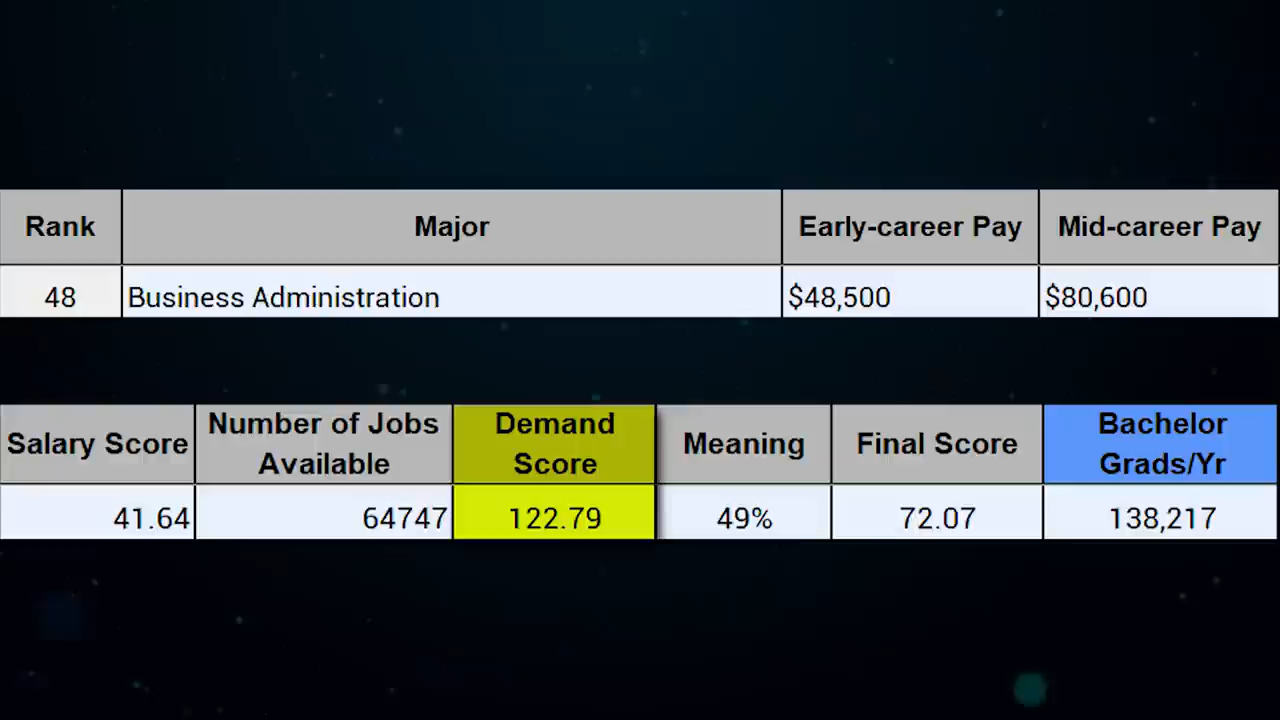 Rank Major Early-career Pay Mid-career Pay
48 Business Administration $48,500 $80,600
Salary Score Number of Jobs Available Demand Score Meaning Final Score Bachelor Grads/Yr
41.64 64747 122.79 49% 72.07 138,217